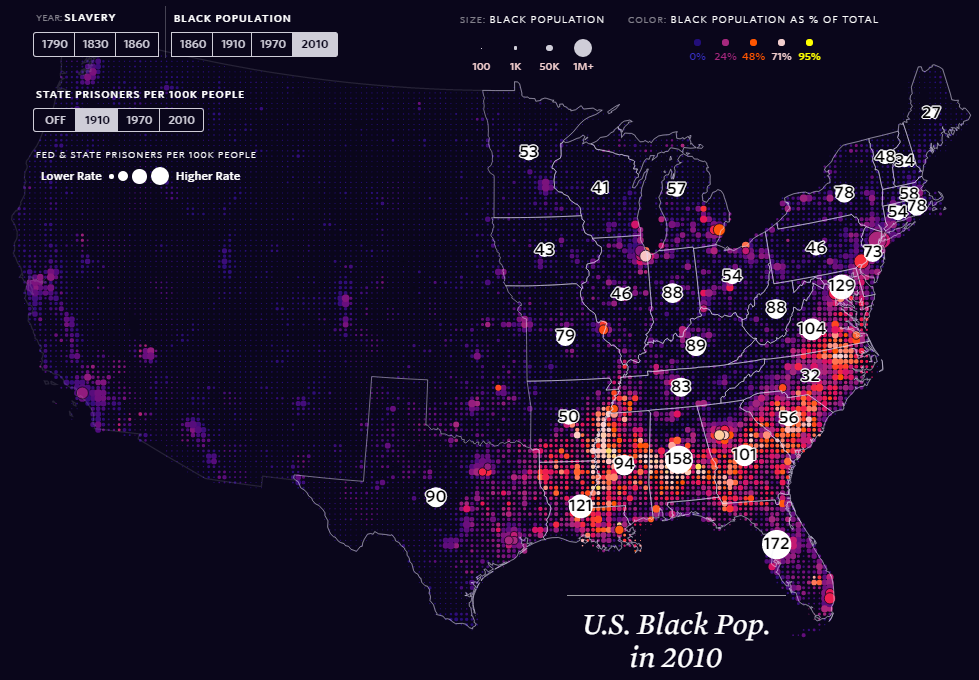 YEAR: SLAVERY
BLACK POPULATION
1790 1830 1860
1860 1910 1970 2010
SIZE: BLACK POPULATION
100 1K 50K 1M+
COLOR: BLACK POPULATION AS % OF TOTAL
0% 24% 48% 71% 95%
STATE PRISONERS PER 100K PEOPLE
OFF 1910 1970 2010
FED & STATE PRISONERS PER 100K PEOPLE
Lower Rate Higher Rate
27
53
48 34
41
57
78
58
54 78
43
46
73
54
46
88
129
88
79
104
89
32
83
50
56
94
158
101
90
121
172
U.S. Black Pop.
in 2010